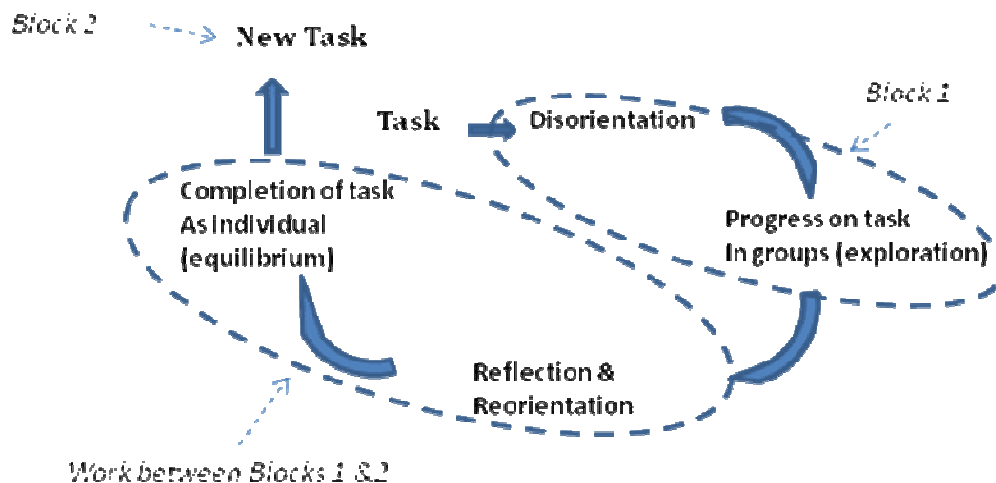 Block 2
New Task
Block 1
Task
Disorientation
Completion of task
As individual
(equilibrium)
Progress on task
In groups (exploration)
Reflection &
Reorientation
Work between Blocks 1 &2